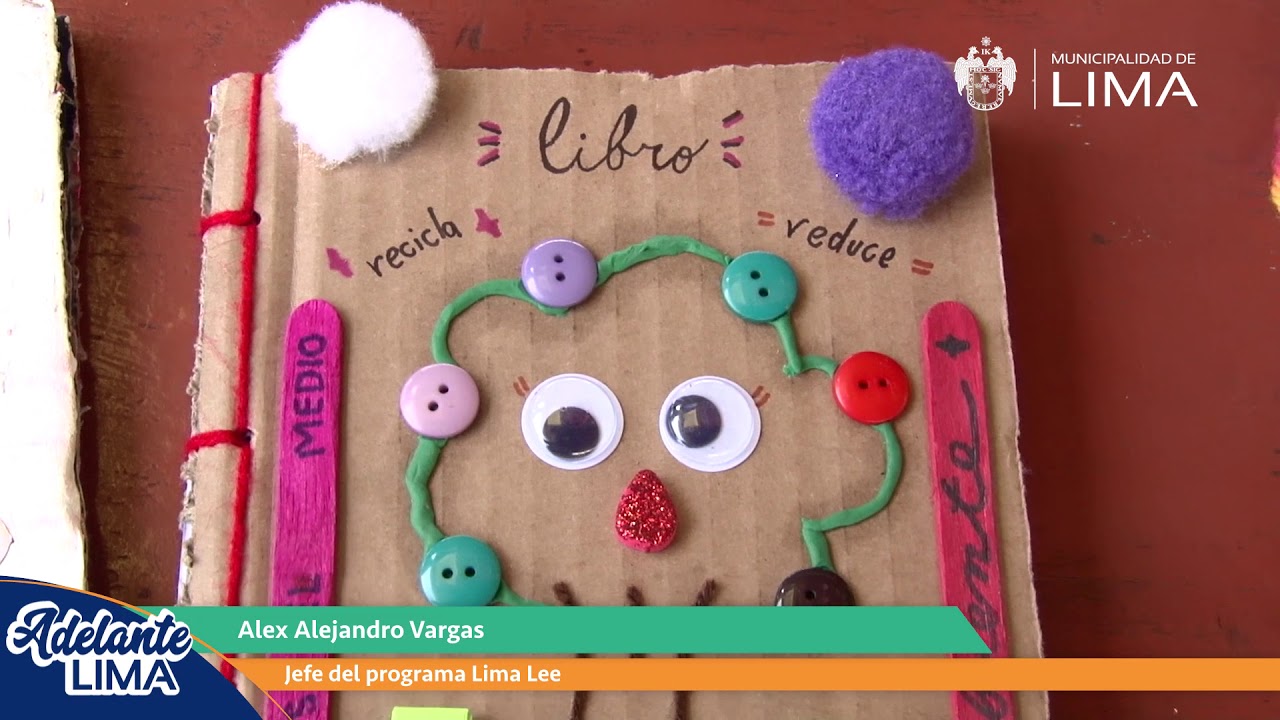 MUNICIPALIDAD DE
LIMA
libro
recicla
reduce
MEDIO
Alex Alejandro Vargas
Jefe del programa Lima Lee
Adelante
LIMA